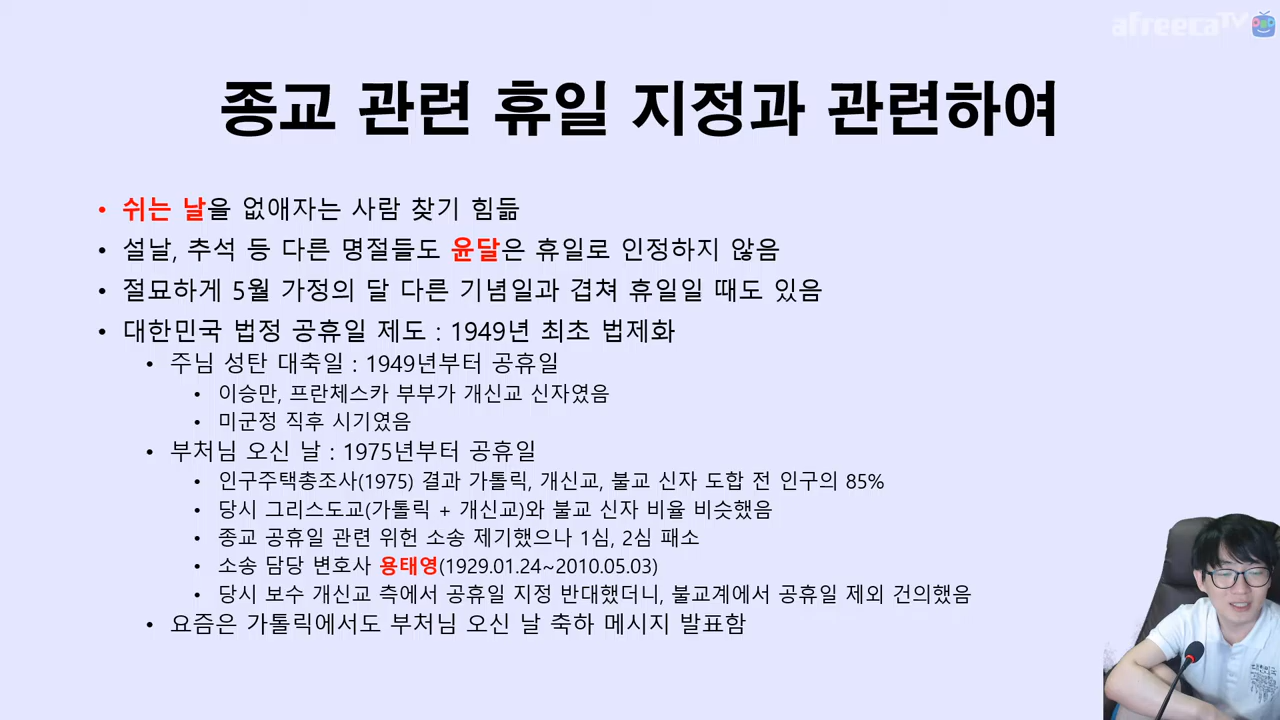 afreecaTV
종교 관련 휴일 지정과 관련하여
• 쉬는 날을 없애자는 사람 찾기 힘듦
• 설날, 추석 등 다른 명절들도 윤달은 휴일로 인정하지 않음
• 절묘하게 5월 가정의 달 다른 기념일과 겹쳐 휴일일 때도 있음
• 대한민국 법정 공휴일 제도 : 1949년 최초 법제화
• 주님 성탄 대축일 : 1949년부터 공휴일
• 이승만, 프란체스카 부부가 개신교 신자였음
• 미군정 직후 시기였음
• 부처님 오신 날 : 1975년부터 공휴일
• 인구주택총조사(1975) 결과 가톨릭, 개신교, 불교 신자 도합 전 인구의 85%
• 당시 그리스도교(가톨릭 + 개신교)와 불교 신자 비율 비슷했음
• 종교 공휴일 관련 위헌 소송 제기했으나 1심, 2심 패소
• 소송 담당 변호사 용태영(1929.01.24~2010.05.03)
• 당시 보수 개신교 측에서 공휴일 지정 반대했더니, 불교계에서 공휴일 제외 건의했음
• 요즘은 가톨릭에서도 부처님 오신 날 축하 메시지 발표함